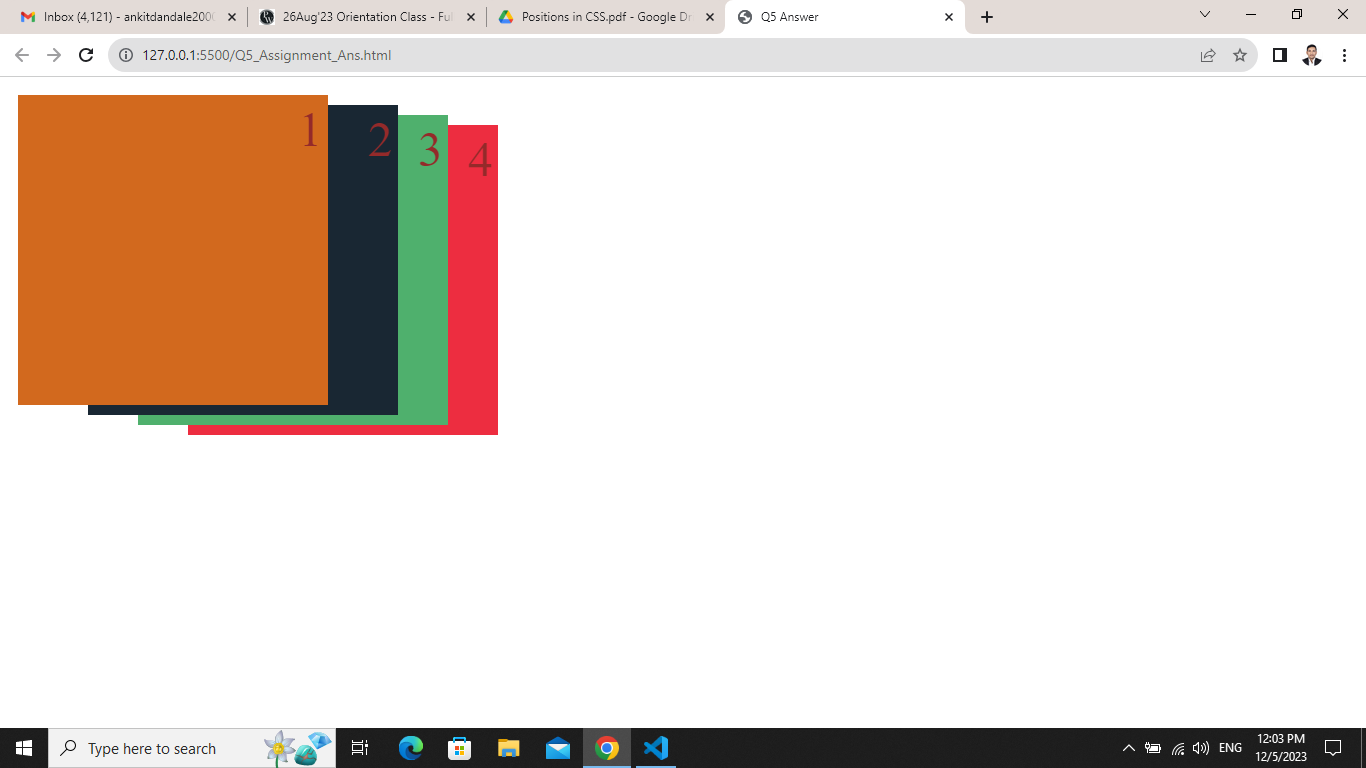 Inbox (4,121) - ankitdandale200
26Aug'23 Orientation Class - Ful
Positions in CSS.pdf - Google Dr
Q5 Answer
127.0.0.1:5500/Q5_Assignment_Ans.html
1
2
3
4
Type here to search
ENG
12:03 PM
12/5/2023